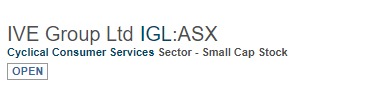 IVE Group Ltd IGL:ASX
Cyclical Consumer Services Sector - Small Cap Stock
OPEN